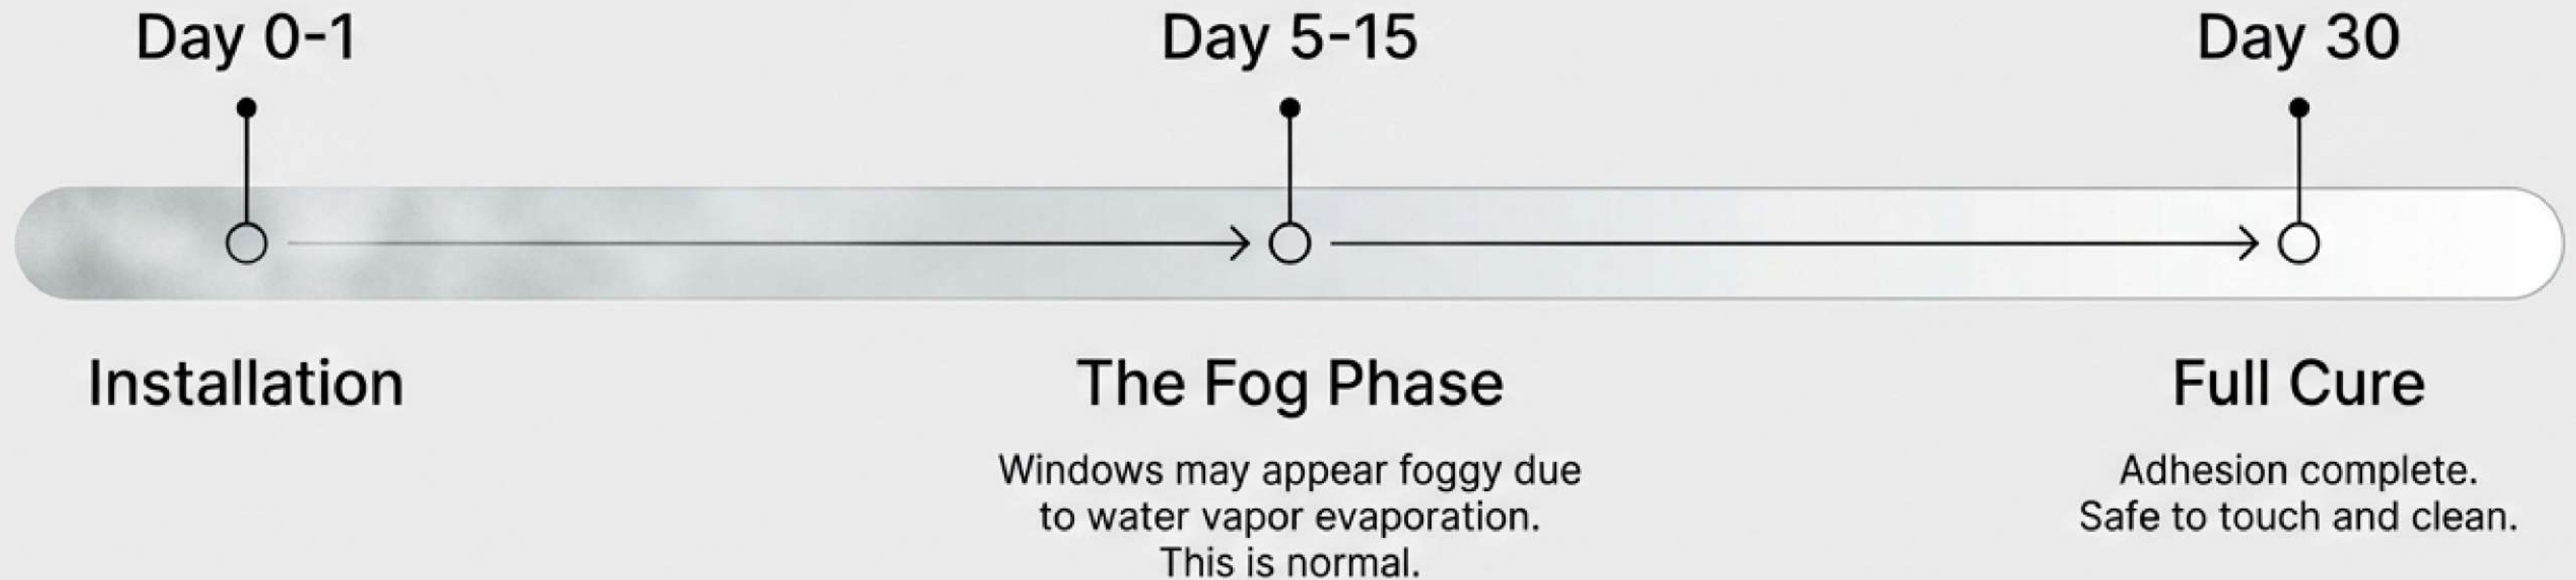 Day 0-1
Day 5-15
Day 30
Installation
The Fog Phase
Full Cure
Windows may appear foggy due
to water vapor evaporation.
This is normal.
Adhesion complete.
Safe to touch and clean.